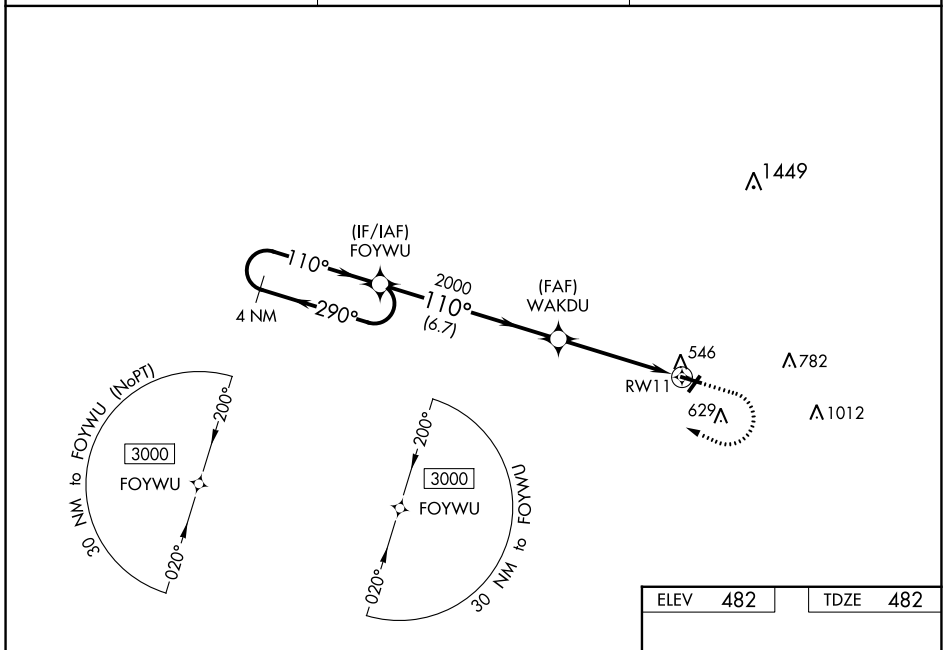 1449
(IF/IAF)
FOYWU
110°
290°
4 NM
2000
110°
(6.7)
(FAF)
WAKDU
546
RW11
782
629
1012
30 NM to FOYWU (NoPT)
200°
3000
FOYWU
020°
200°
3000
FOYWU
020°
30 NM to FOYWU
ELEV 482
TDZE 482